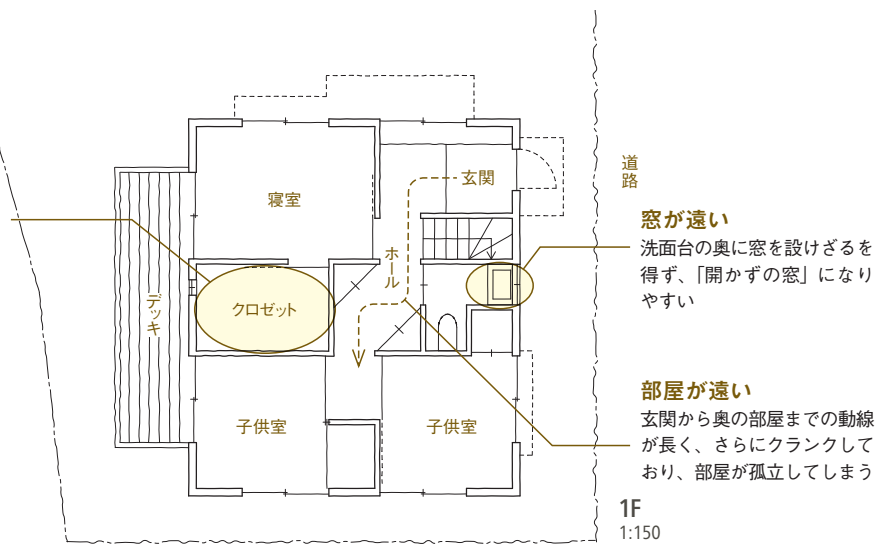 寝室
玄関
ホール
クロゼット
デッキ
子供室
子供室
道路
窓が遠い
洗面台の奥に窓を設けざるを
得ず、「開かずの窓」になり
やすい
部屋が遠い
玄関から奥の部屋までの動線
が長く、さらにクランクして
おり、部屋が孤立してしまう
1F
1:150